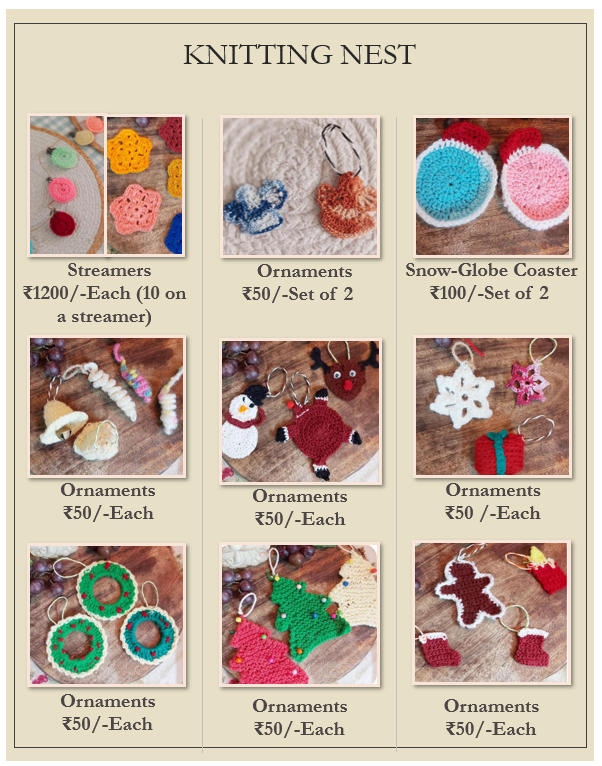 KNITTING NEST
Streamers
₹1200/-Each (10 on
a streamer)
Ornaments
₹50/-Set of 2
Snow-Globe Coaster
₹100/-Set of 2
Ornaments
₹50/-Each
Ornaments
₹50/-Each
Ornaments
₹50 /-Each
Ornaments
₹50/-Each
Ornaments
₹50/-Each
Ornaments
₹50/-Each